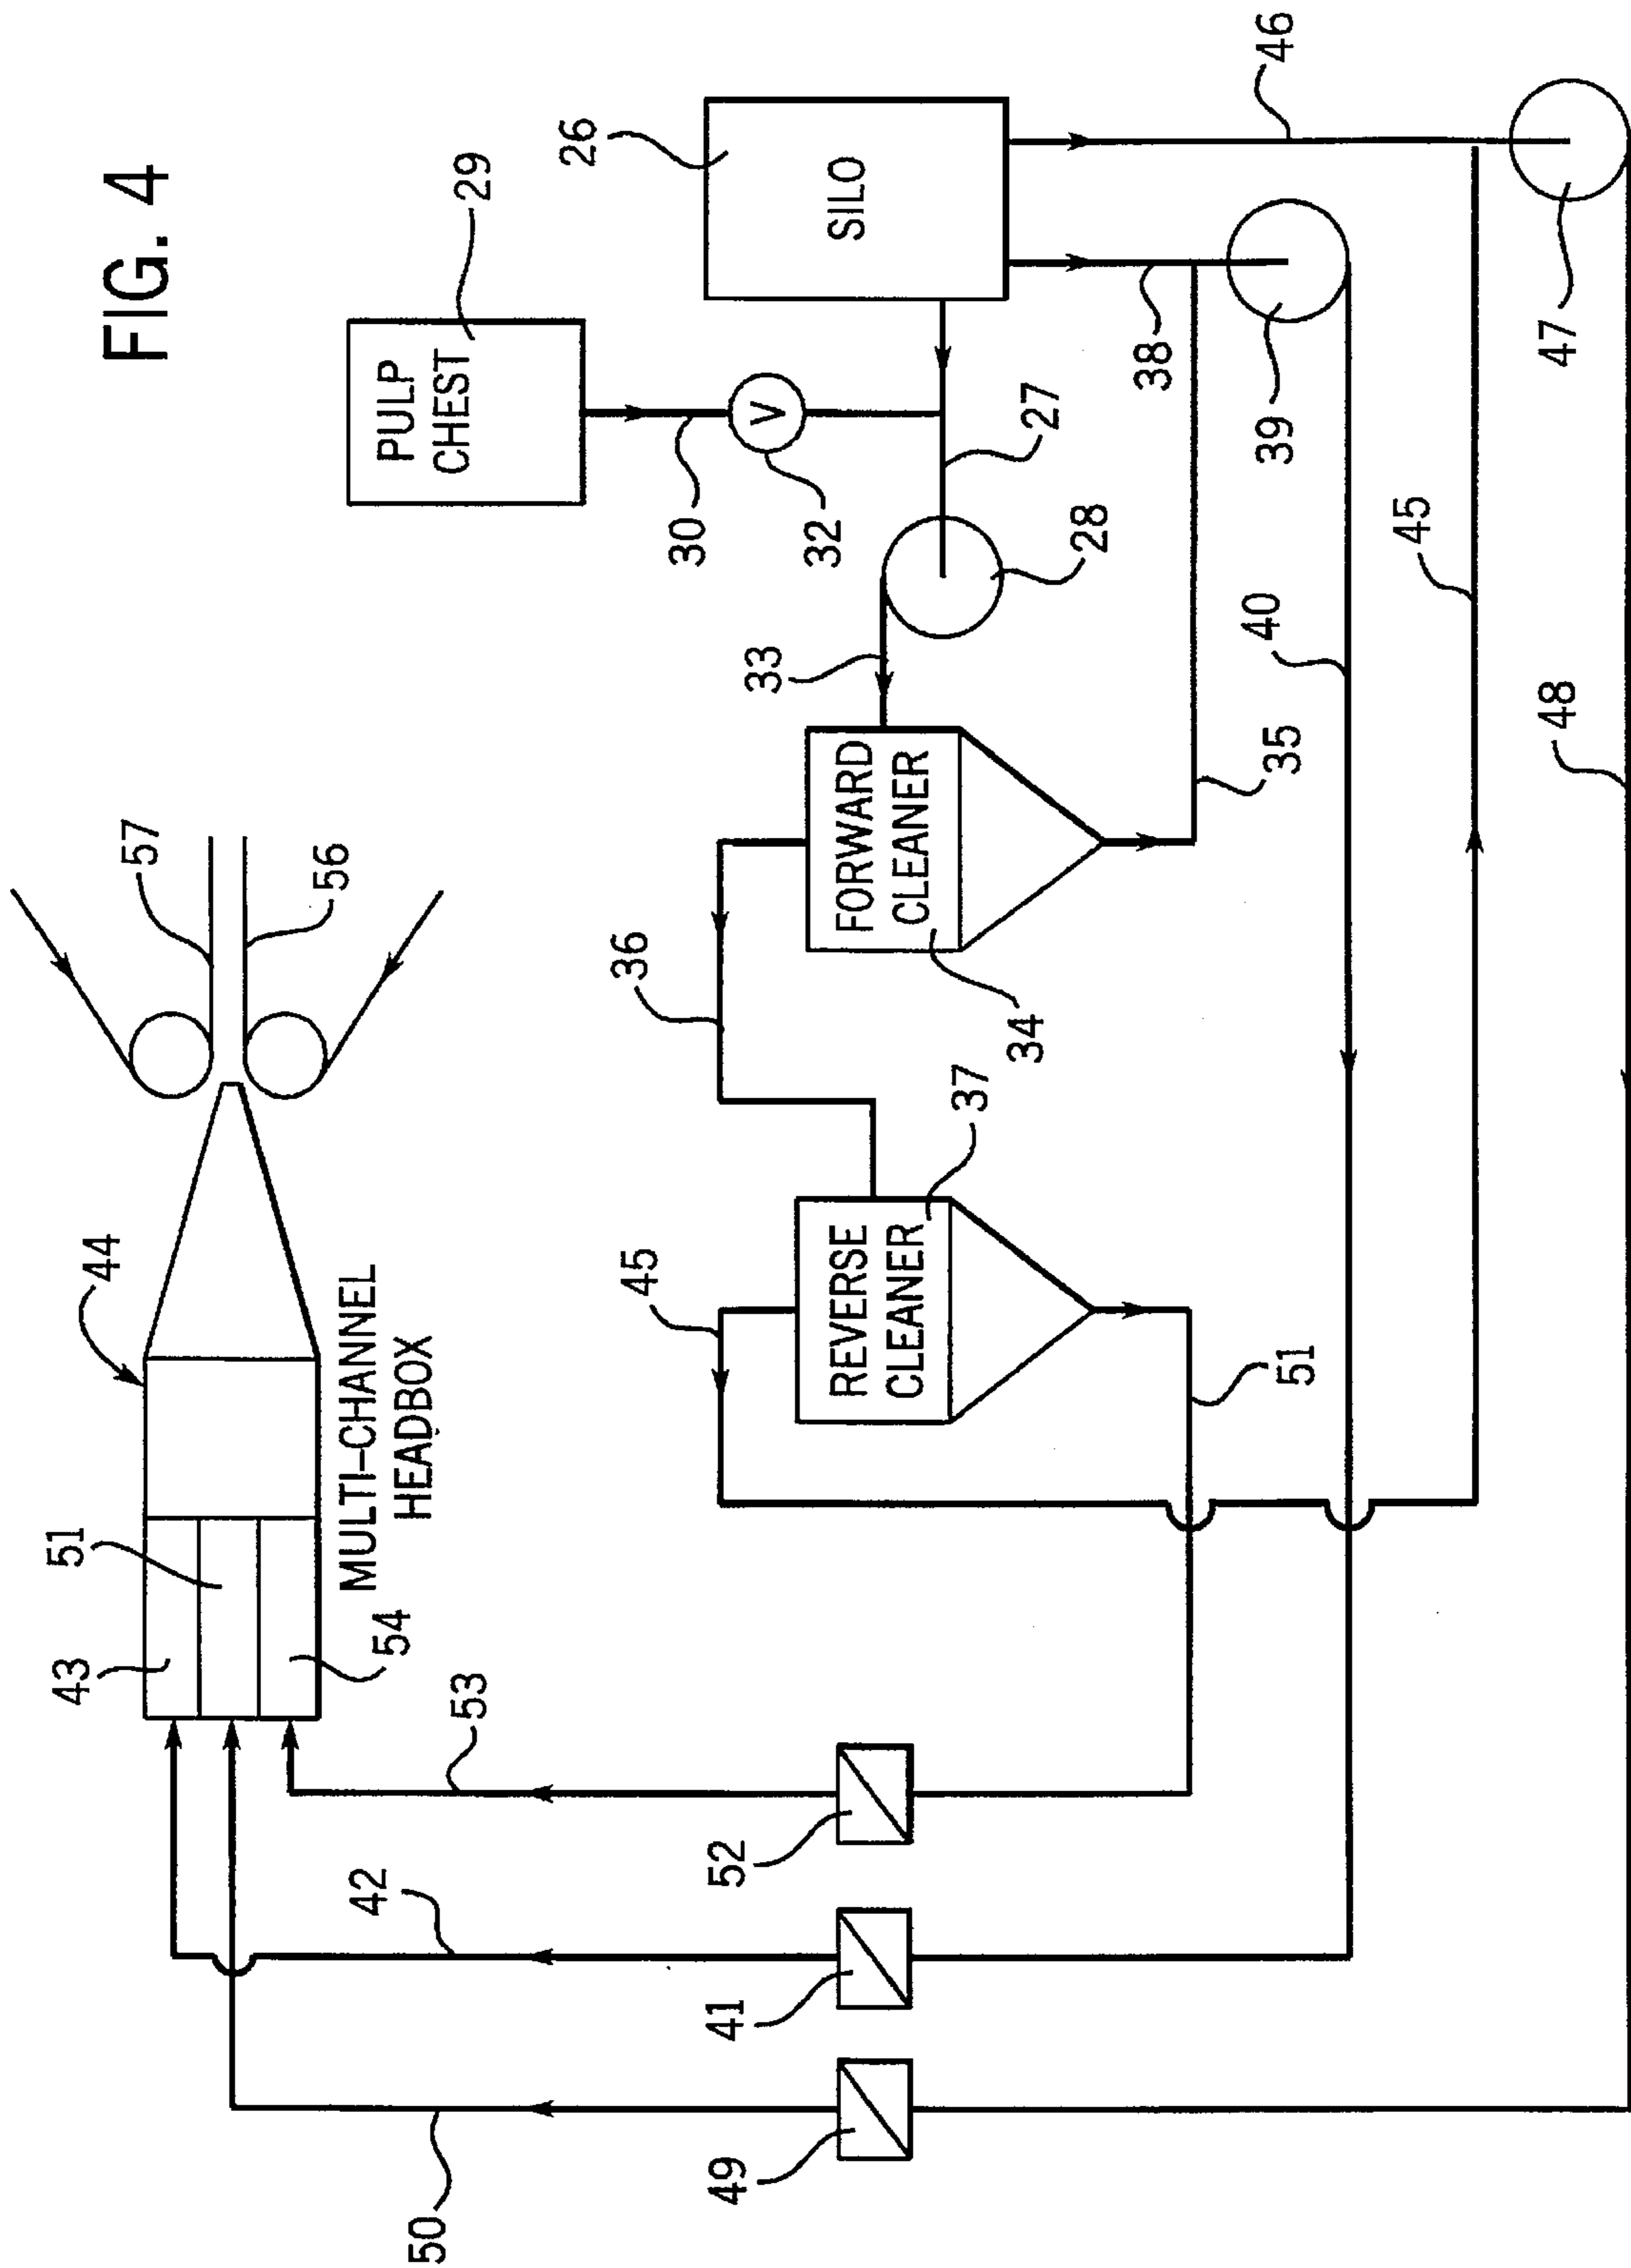 FIG. 4
57
56
44
51
43
54
MULTI-CHANNEL
HEADBOX
PULP
CHEST
29
26
SILO
46
30
V
32
27
28
33
38
39
47
36
FORWARD
CLEANER
34
35
40
45
48
37
REVERSE
CLEANER
45
51
53
52
42
41
50
49